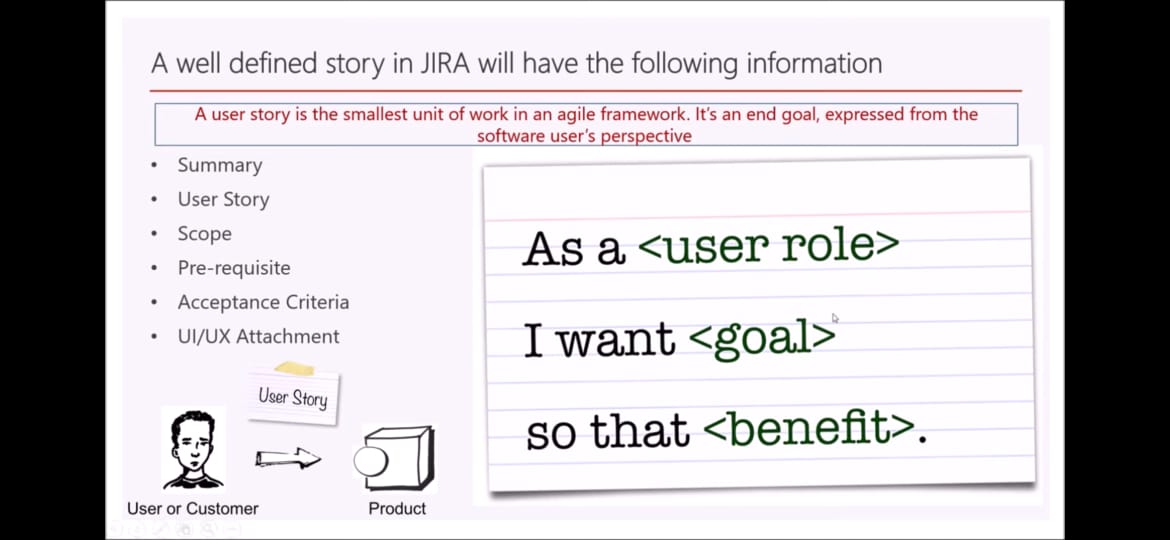 A well defined story in JIRA will have the following information
A user story is the smallest unit of work in an agile framework. It's an end goal, expressed from the
software user's perspective
• Summary
• User Story
• Scope
• Pre-requisite
• Acceptance Criteria
• UI/UX Attachment
User Story
User or Customer
Product
As a <user role>
I want <goal>
so that <benefit>.